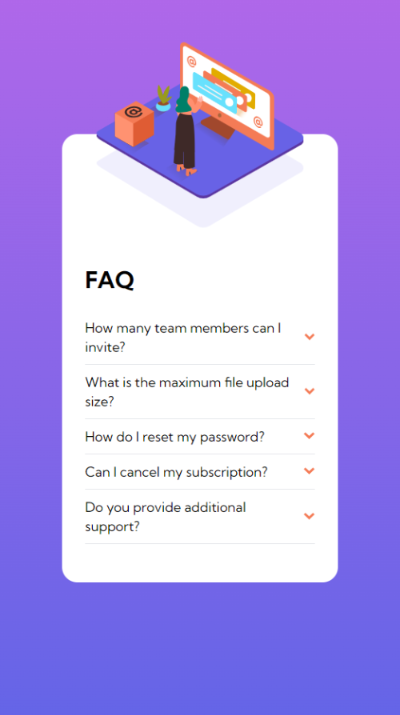 FAQ
How many team members can I
invite?
What is the maximum file upload
size?
How do I reset my password?
Can I cancel my subscription?
Do you provide additional
support?